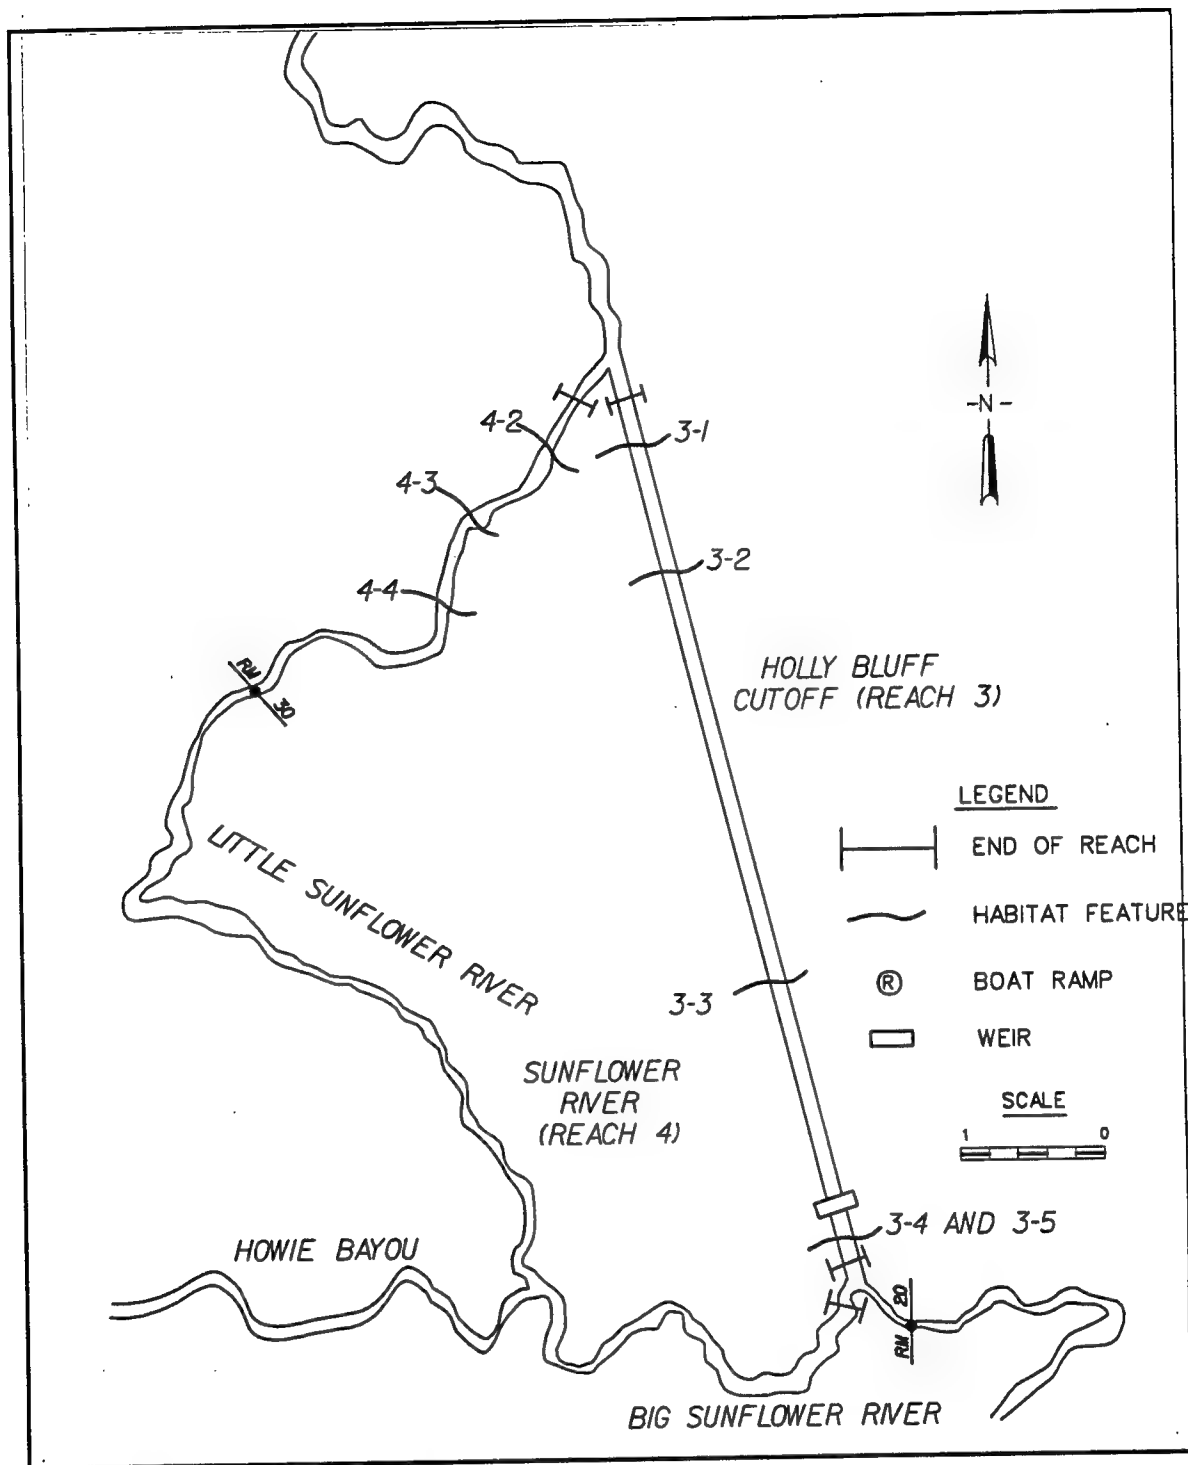 -N-
4-2
3-1
4-3
3-2
4-4
HOLLY BLUFF
CUTOFF (REACH 3)
RM
30
LEGEND
END OF REACH
HABITAT FEATURE
R BOAT RAMP
WEIR
LITTLE SUNFLOWER RIVER
3-3
SUNFLOWER
RIVER
(REACH 4)
SCALE
1 0
3-4 AND 3-5
HOWIE BAYOU
RM 20
BIG SUNFLOWER RIVER